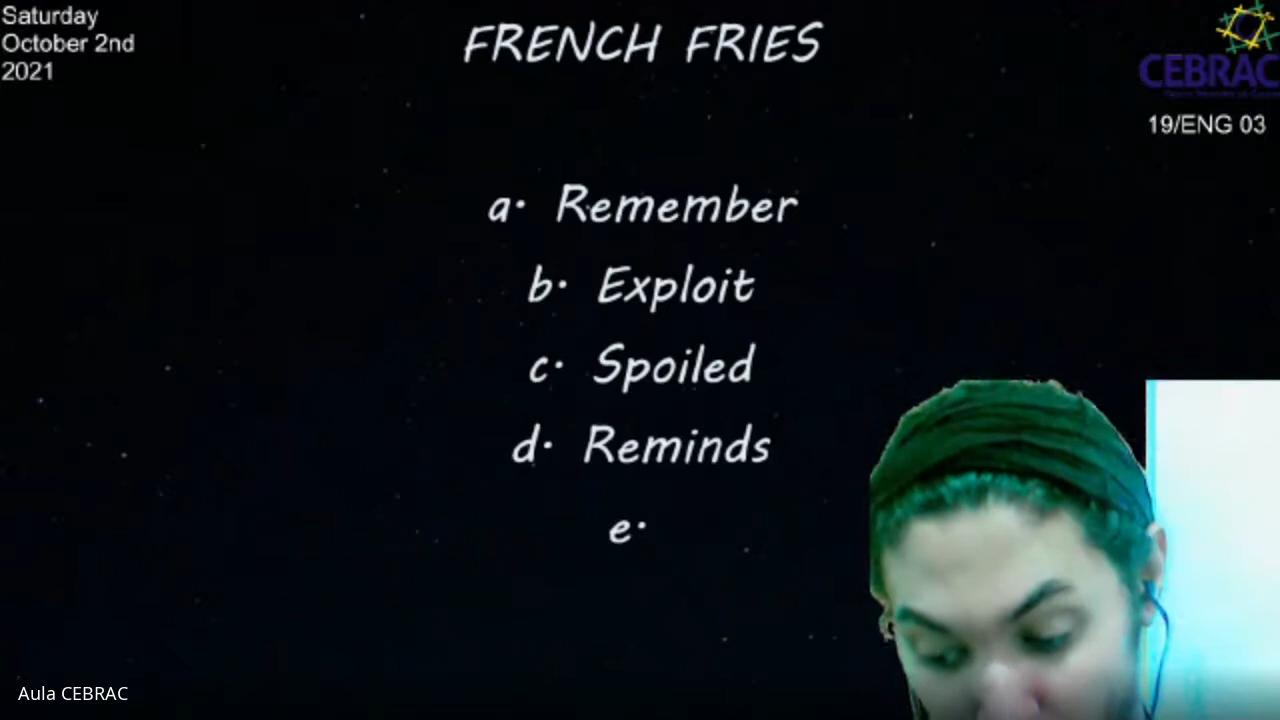 Saturday
October 2nd
2021
FRENCH FRIES
CEBRAC
19/ENG 03
a. Remember
b. Exploit
c. Spoiled
d. Reminds
e.
Aula CEBRAC